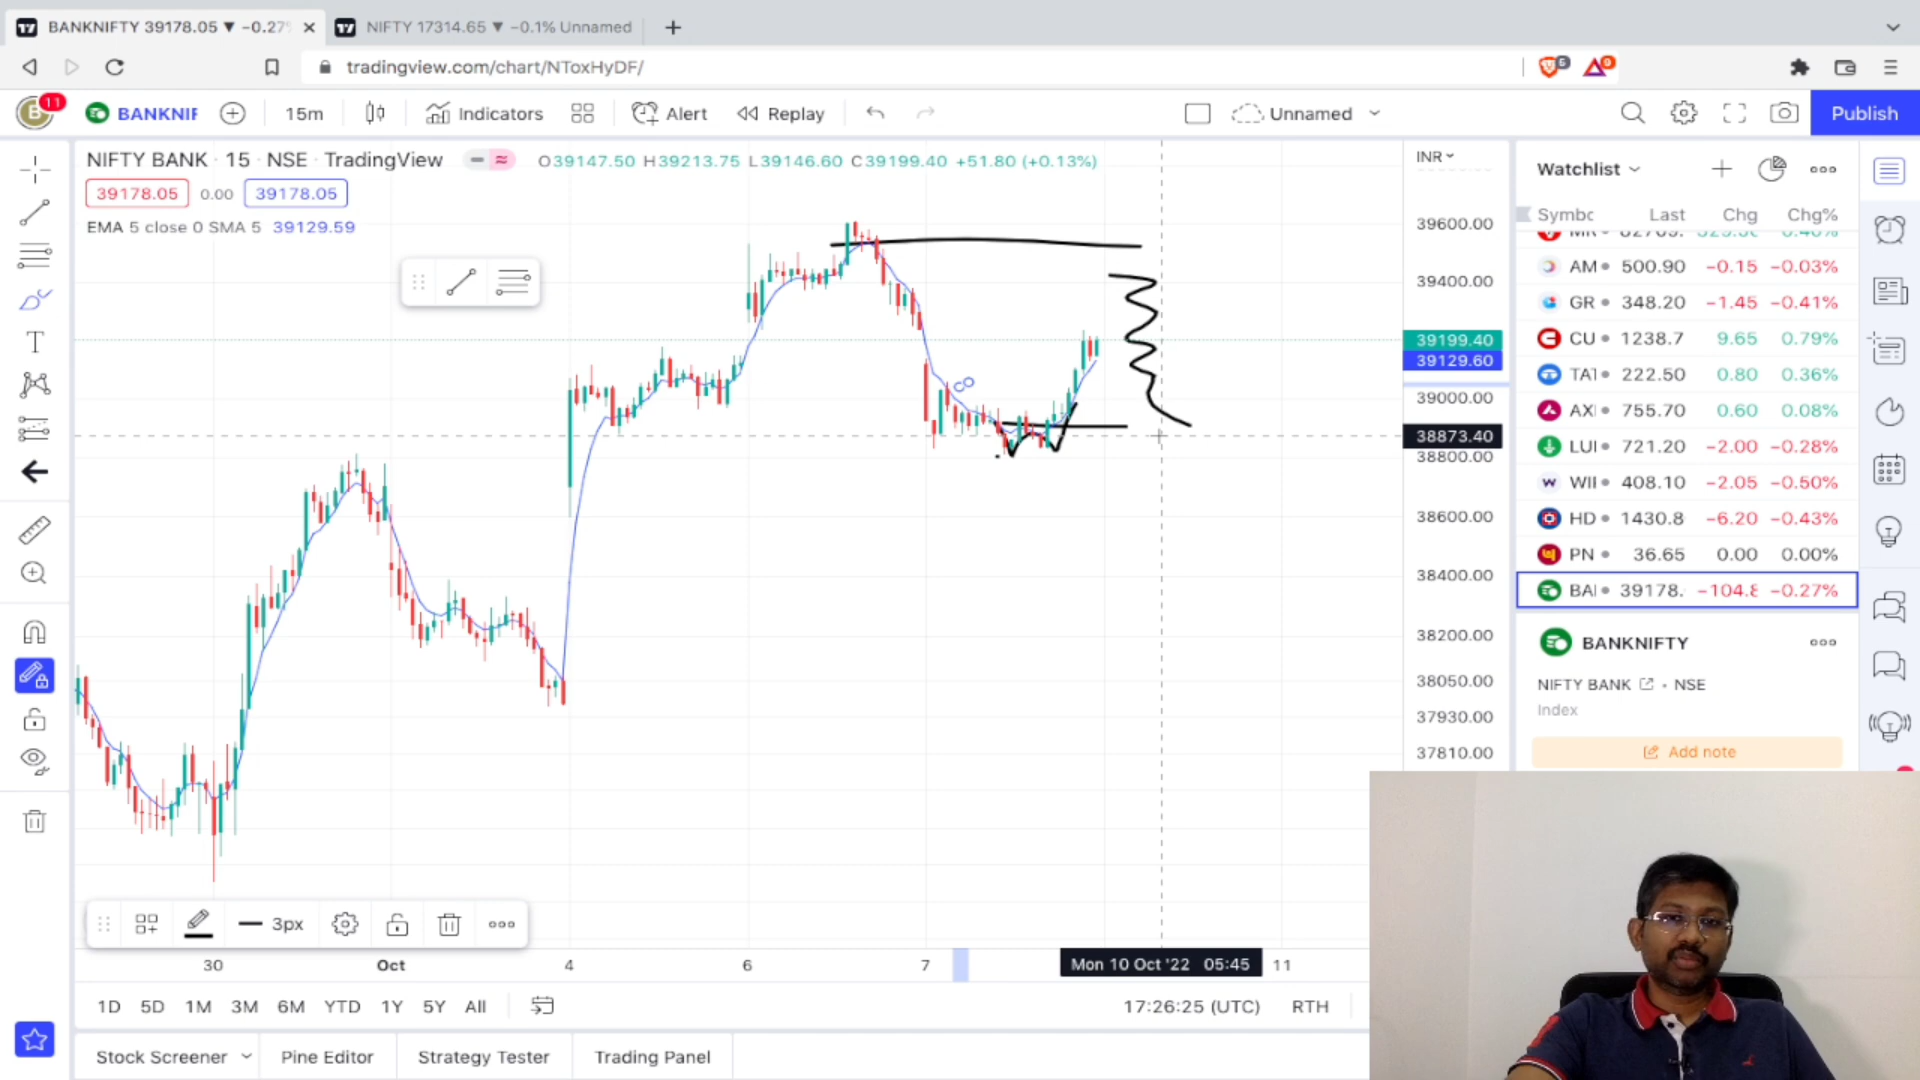 BANKNIFTY 39178.05 ▼ −0.27%
NIFTY 17314.65 ▼ −0.1% Unnamed
tradingview.com/chart/NToxHyDF/
5
9
B
11
BANKNIF
15m
Indicators
Alert
Replay
Unnamed
Publish
NIFTY BANK · 15 · NSE · TradingView
O39147.50 H39213.75 L39146.60 C39199.40 +51.80 (+0.13%)
39178.05 0.00 39178.05
EMA 5 close 0 SMA 5 39129.59
INR
39600.00
39400.00
39199.40
39129.60
39000.00
38873.40
38800.00
38600.00
38400.00
38200.00
38050.00
37930.00
37810.00
Watchlist
Symbc Last Chg Chg%
AM 500.90 −0.15 −0.03%
GR 348.20 −1.45 −0.41%
CU 1238.7 9.65 0.79%
TAT 222.50 0.80 0.36%
AX 755.70 0.60 0.08%
LU 721.20 −2.00 −0.28%
WI 408.10 −2.05 −0.50%
HD 1430.8 −6.20 −0.43%
PN 36.65 0.00 0.00%
BA 39178. −104.8 −0.27%
BANKNIFTY
NIFTY BANK · NSE
Index
Add note
3px
30 Oct 4 6 7 Mon 10 Oct '22 05:45 11
1D 5D 1M 3M 6M YTD 1Y 5Y All
17:26:25 (UTC) RTH
Stock Screener Pine Editor Strategy Tester Trading Panel